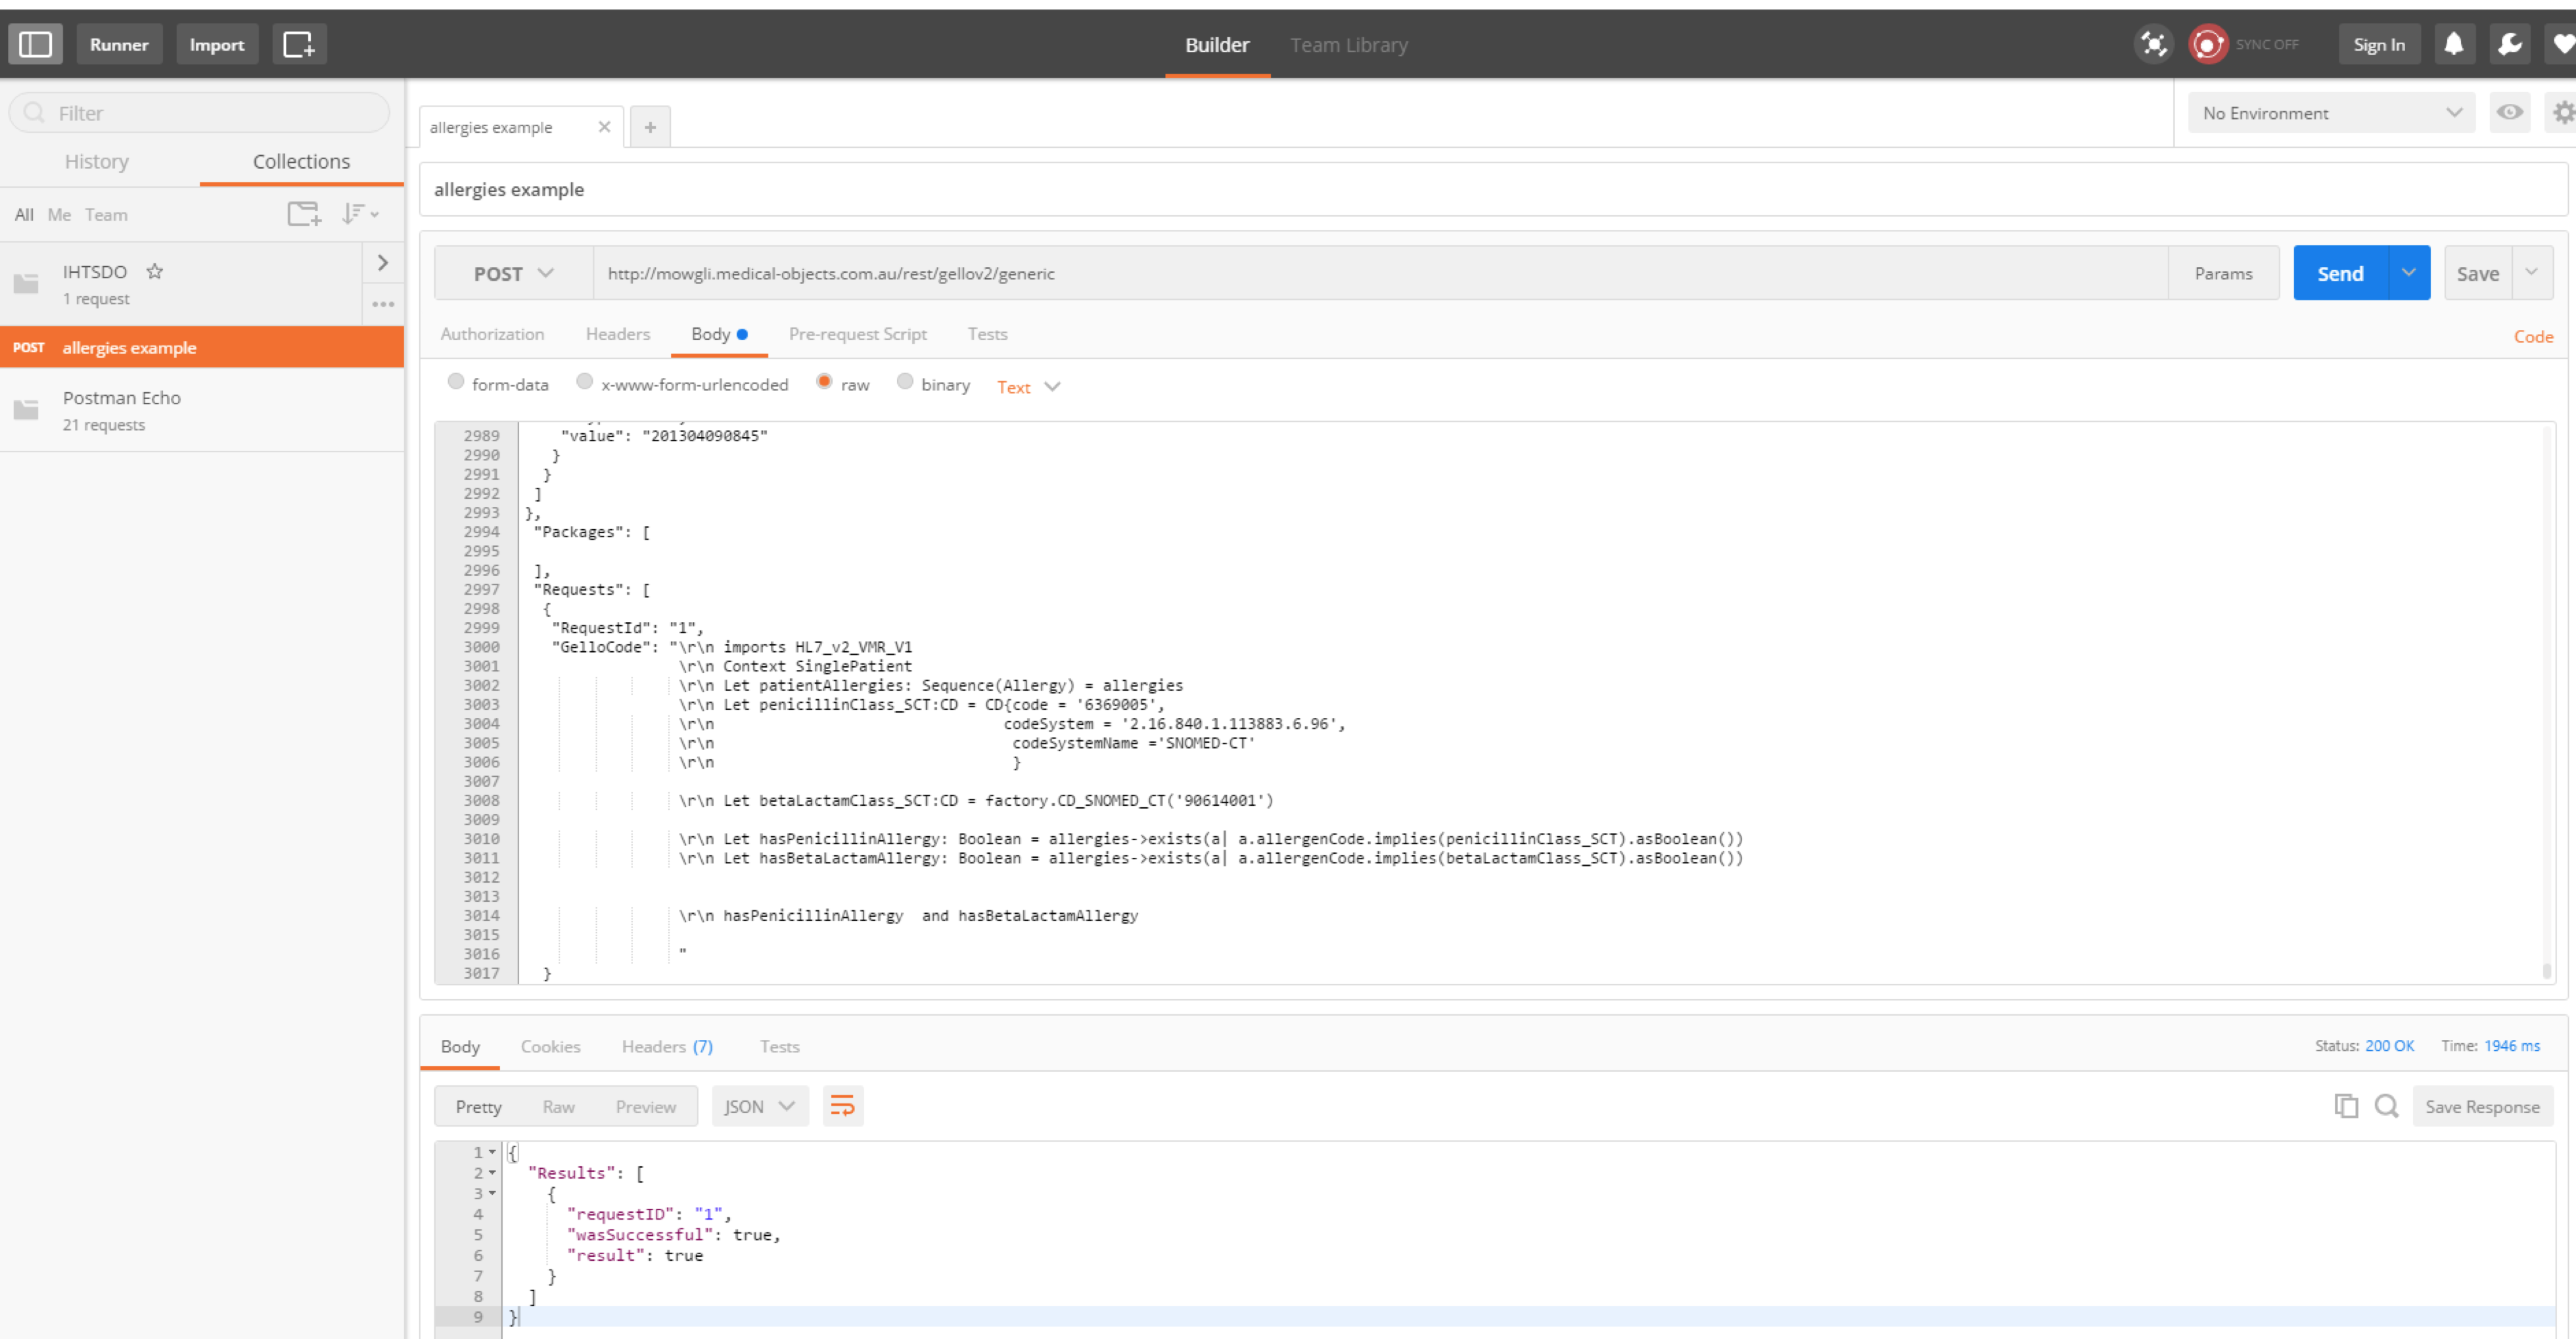 Runner Import Builder Team Library SYNC OFF Sign In
Filter
History Collections
All Me Team
IHTSDO
1 request
POST allergies example
Postman Echo
21 requests
allergies example
No Environment
allergies example
POST http://mowgli.medical-objects.com.au/rest/gellov2/generic Params Send Save
Authorization Headers Body Pre-request Script Tests Code
form-data x-www-form-urlencoded raw binary Text
2989 "value": "201304090845"
2990 }
2991 }
2992 ]
2993 },
2994 "Packages": [
2995
2996 ],
2997 "Requests": [
2998 {
2999 "RequestId": "1",
3000 "GelloCode": "\r\n imports HL7_v2_VMR_V1
3001 \r\n Context SinglePatient
3002 \r\n Let patientAllergies: Sequence(Allergy) = allergies
3003 \r\n Let penicillinClass_SCT:CD = CD{code = '6369005',
3004 \r\n codeSystem = '2.16.840.1.113883.6.96',
3005 \r\n codeSystemName ='SNOMED-CT'
3006 \r\n }
3007
3008 \r\n Let betaLactamClass_SCT:CD = factory.CD_SNOMED_CT('90614001')
3009
3010 \r\n Let hasPenicillinAllergy: Boolean = allergies->exists(a| a.allergenCode.implies(penicillinClass_SCT).asBoolean())
3011 \r\n Let hasBetaLactamAllergy: Boolean = allergies->exists(a| a.allergenCode.implies(betaLactamClass_SCT).asBoolean())
3012
3013
3014 \r\n hasPenicillinAllergy  and hasBetaLactamAllergy
3015
3016 "
3017 }
Body Cookies Headers (7) Tests Status: 200 OK Time: 1946 ms
Pretty Raw Preview JSON Save Response
1 {
2 "Results": [
3 {
4 "requestID": "1",
5 "wasSuccessful": true,
6 "result": true
7 }
8 ]
9 }